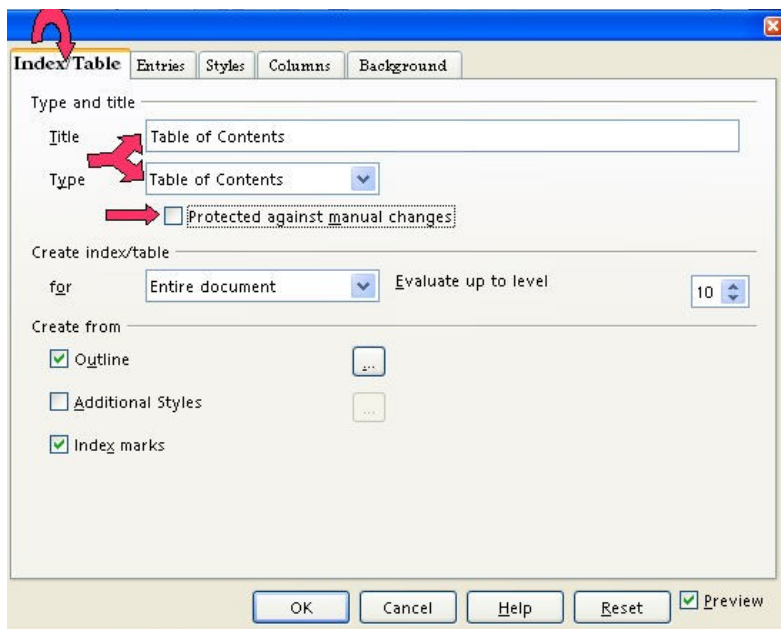 Index/Table Entries Styles Columns Background
Type and title
Title Table of Contents
Type Table of Contents
Protected against manual changes
Create index/table
for Entire document Evaluate up to level 10
Create from
Outline ...
Additional Styles ...
Index marks
OK Cancel Help Reset Preview